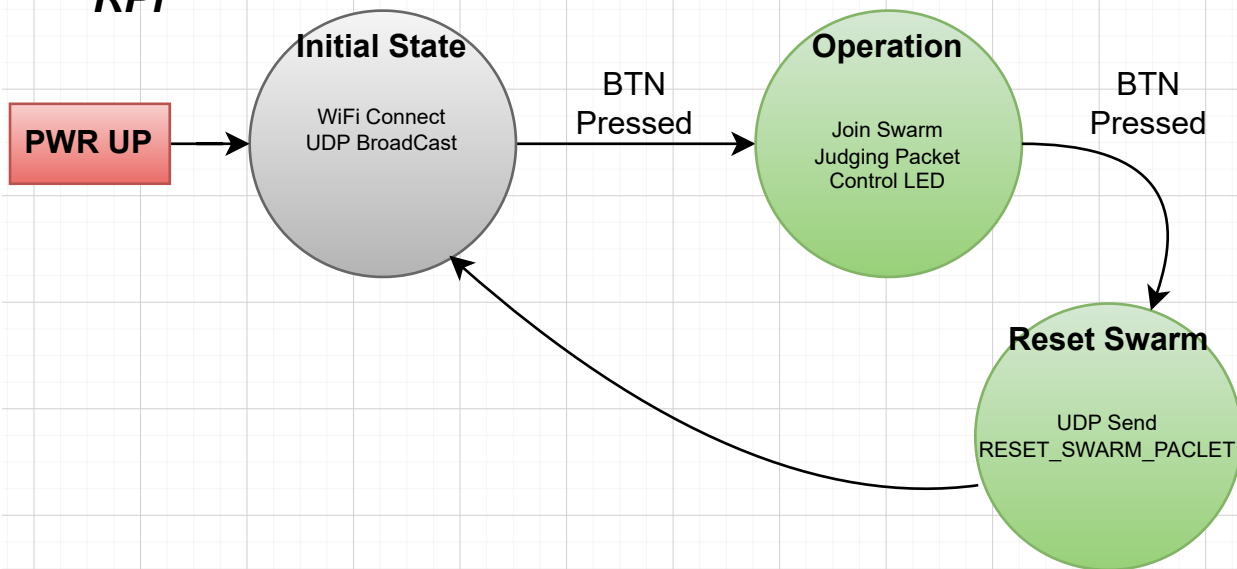 RPI
Initial State
WiFi Connect
UDP BroadCast
PWR UP
BTN
Pressed
Operation
Join Swarm
Judging Packet
Control LED
BTN
Pressed
Reset Swarm
UDP Send
RESET_SWARM_PACLET